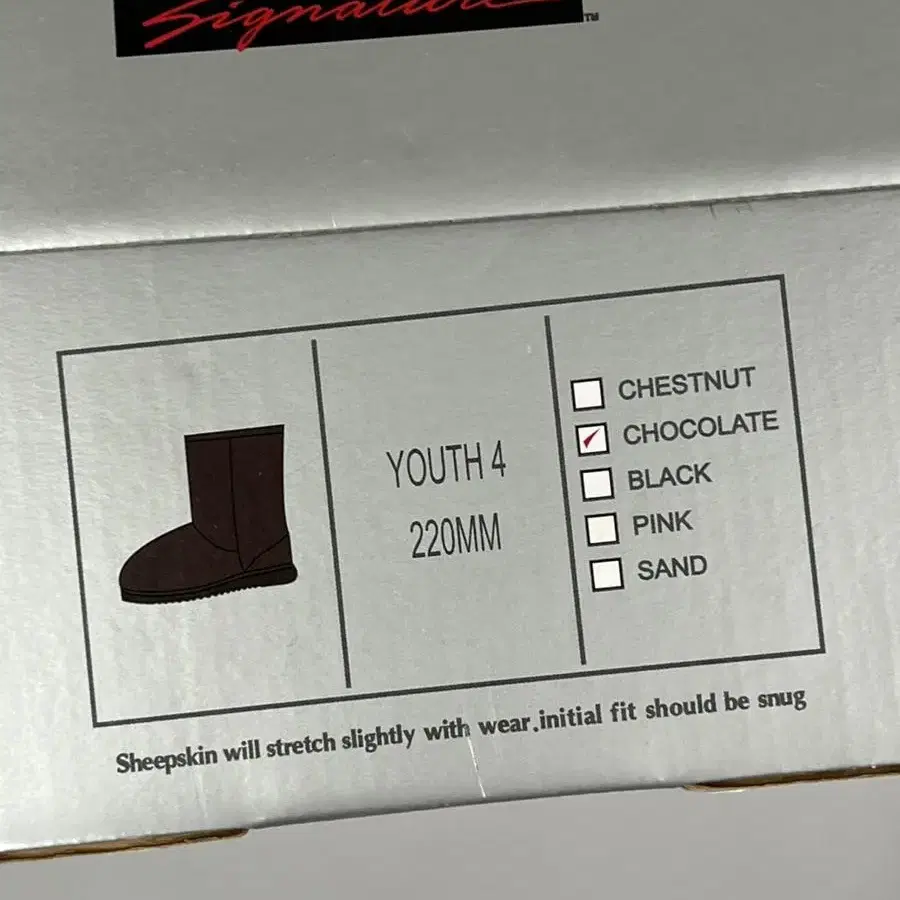 Signature™
YOUTH 4
220MM
CHESTNUT
CHOCOLATE
BLACK
PINK
SAND
Sheepskin will stretch slightly with wear.initial fit should be snug